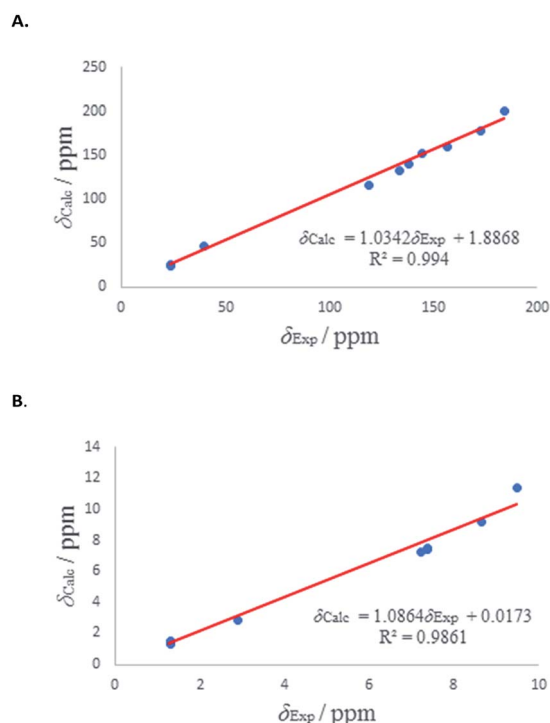 A.
250
200
150
100
50
0
δCalc / ppm
δCalc = 1.0342δExp + 1.8868
R² = 0.994
0 50 100 150 200
δExp / ppm
B.
14
12
10
8
6
4
2
0
δCalc / ppm
δCalc = 1.0864δExp + 0.0173
R² = 0.9861
0 2 4 6 8 10
δExp / ppm